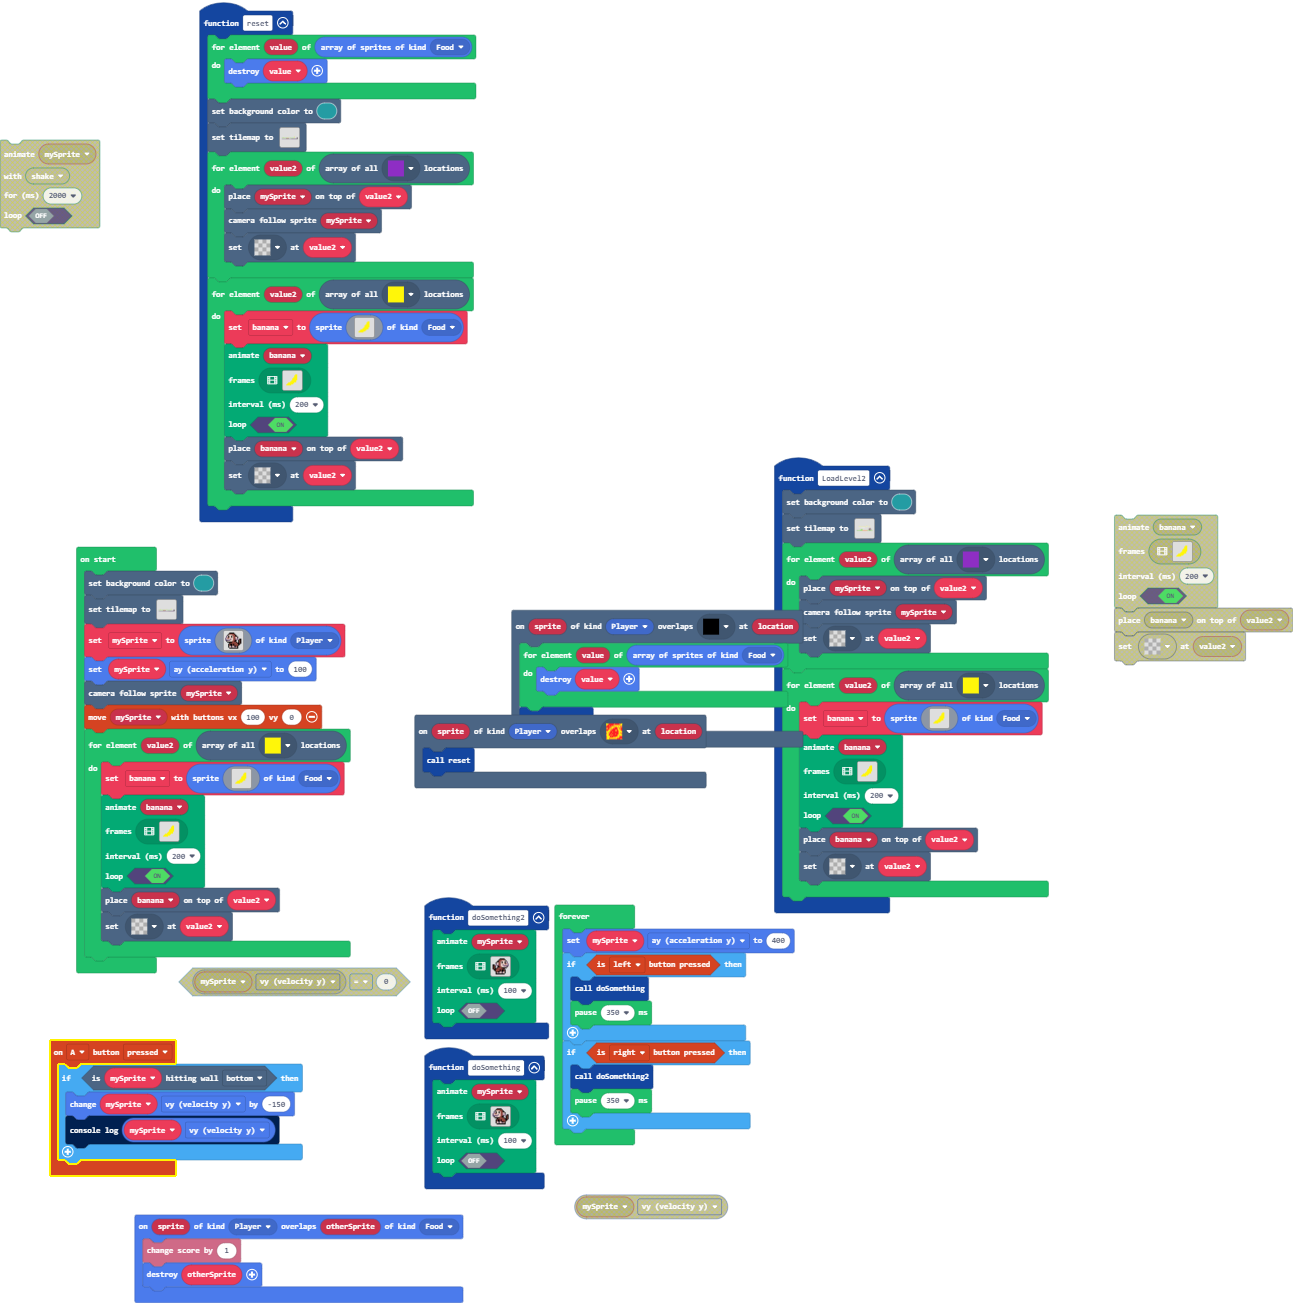 function reset
for element value of array of sprites of kind Food
do
destroy value
set background color to
set tilemap to
for element value2 of array of all locations
do
place mySprite on top of value2
camera follow sprite mySprite
set at value2
for element value2 of array of all locations
do
set banana to sprite of kind Food
animate banana
frames
interval (ms) 200
loop ON
place banana on top of value2
set at value2
animate mySprite
with shake
for (ms) 2000
loop OFF
function LoadLevel2
set background color to
set tilemap to
for element value2 of array of all locations
do
place mySprite on top of value2
camera follow sprite mySprite
set at value2
for element value2 of array of all locations
do
set banana to sprite of kind Food
animate banana
frames
interval (ms) 200
loop ON
place banana on top of value2
set at value2
animate banana
frames
interval (ms) 200
loop ON
place banana on top of value2
set at value2
on start
set background color to
set tilemap to
set mySprite to sprite of kind Player
set mySprite ay (acceleration y) to 100
camera follow sprite mySprite
move mySprite with buttons vx 100 vy 0
for element value2 of array of all locations
do
set banana to sprite of kind Food
animate banana
frames
interval (ms) 200
loop ON
place banana on top of value2
set at value2
on sprite of kind Player overlaps at location
for element value of array of sprites of kind Food
do
destroy value
on sprite of kind Player overlaps at location
call reset
mySprite vy (velocity y) = 0
function doSomething2
animate mySprite
frames
interval (ms) 100
loop OFF
function doSomething
animate mySprite
frames
interval (ms) 100
loop OFF
forever
set mySprite ay (acceleration y) to 400
if is left button pressed then
call doSomething
pause 350 ms
if is right button pressed then
call doSomething2
pause 350 ms
on A button pressed
if is mySprite hitting wall bottom then
change mySprite vy (velocity y) by -150
console log mySprite vy (velocity y)
mySprite vy (velocity y)
on sprite of kind Player overlaps otherSprite of kind Food
change score by 1
destroy otherSprite